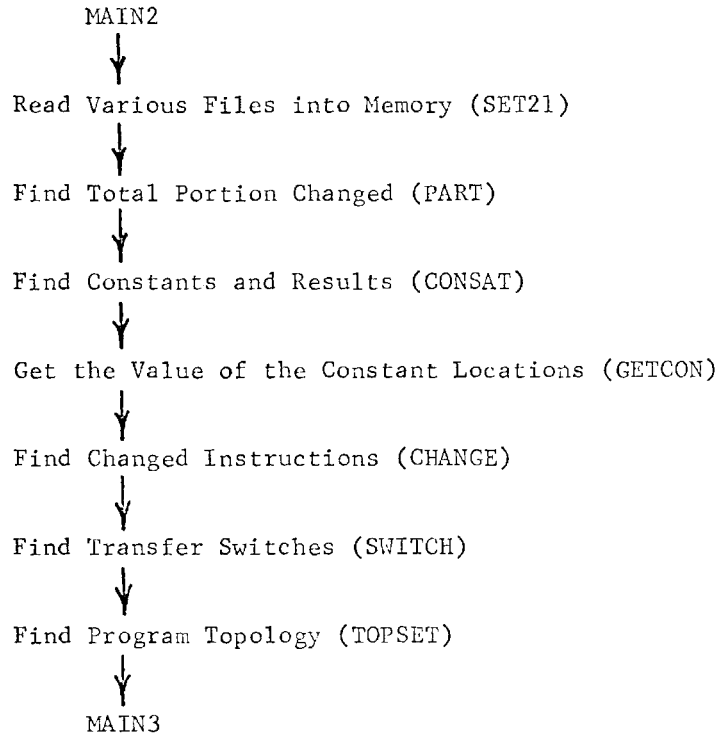 MAIN2
Read Various Files into Memory (SET21)
Find Total Portion Changed (PART)
Find Constants and Results (CONSAT)
Get the Value of the Constant Locations (GETCON)
Find Changed Instructions (CHANGE)
Find Transfer Switches (SWITCH)
Find Program Topology (TOPSET)
MAIN3